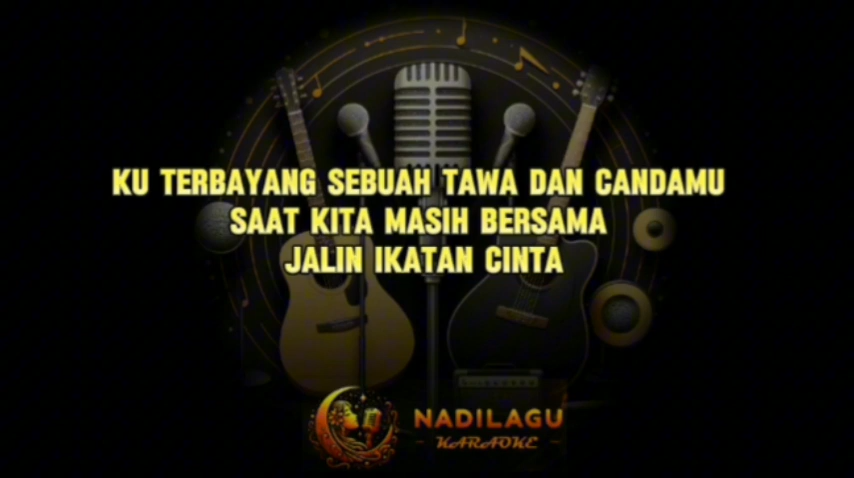 KU TERBAYANG SEBUAH TAWA DAN CANDAMU
SAAT KITA MASIH BERSAMA
JALIN IKATAN CINTA
NADILAGU
KARAOKE